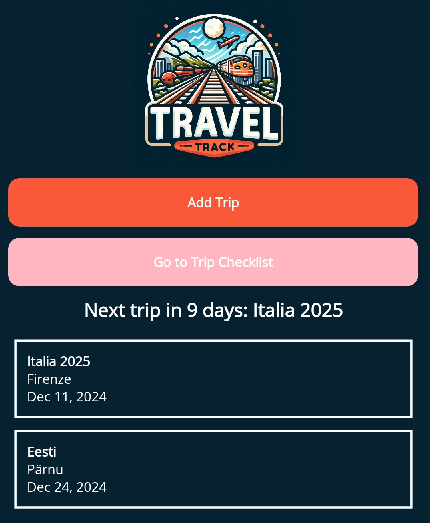 TRAVEL
TRACK
Add Trip
Go to Trip Checklist
Next trip in 9 days: Italia 2025
Italia 2025
Firenze
Dec 11, 2024
Eesti
Pärnu
Dec 24, 2024